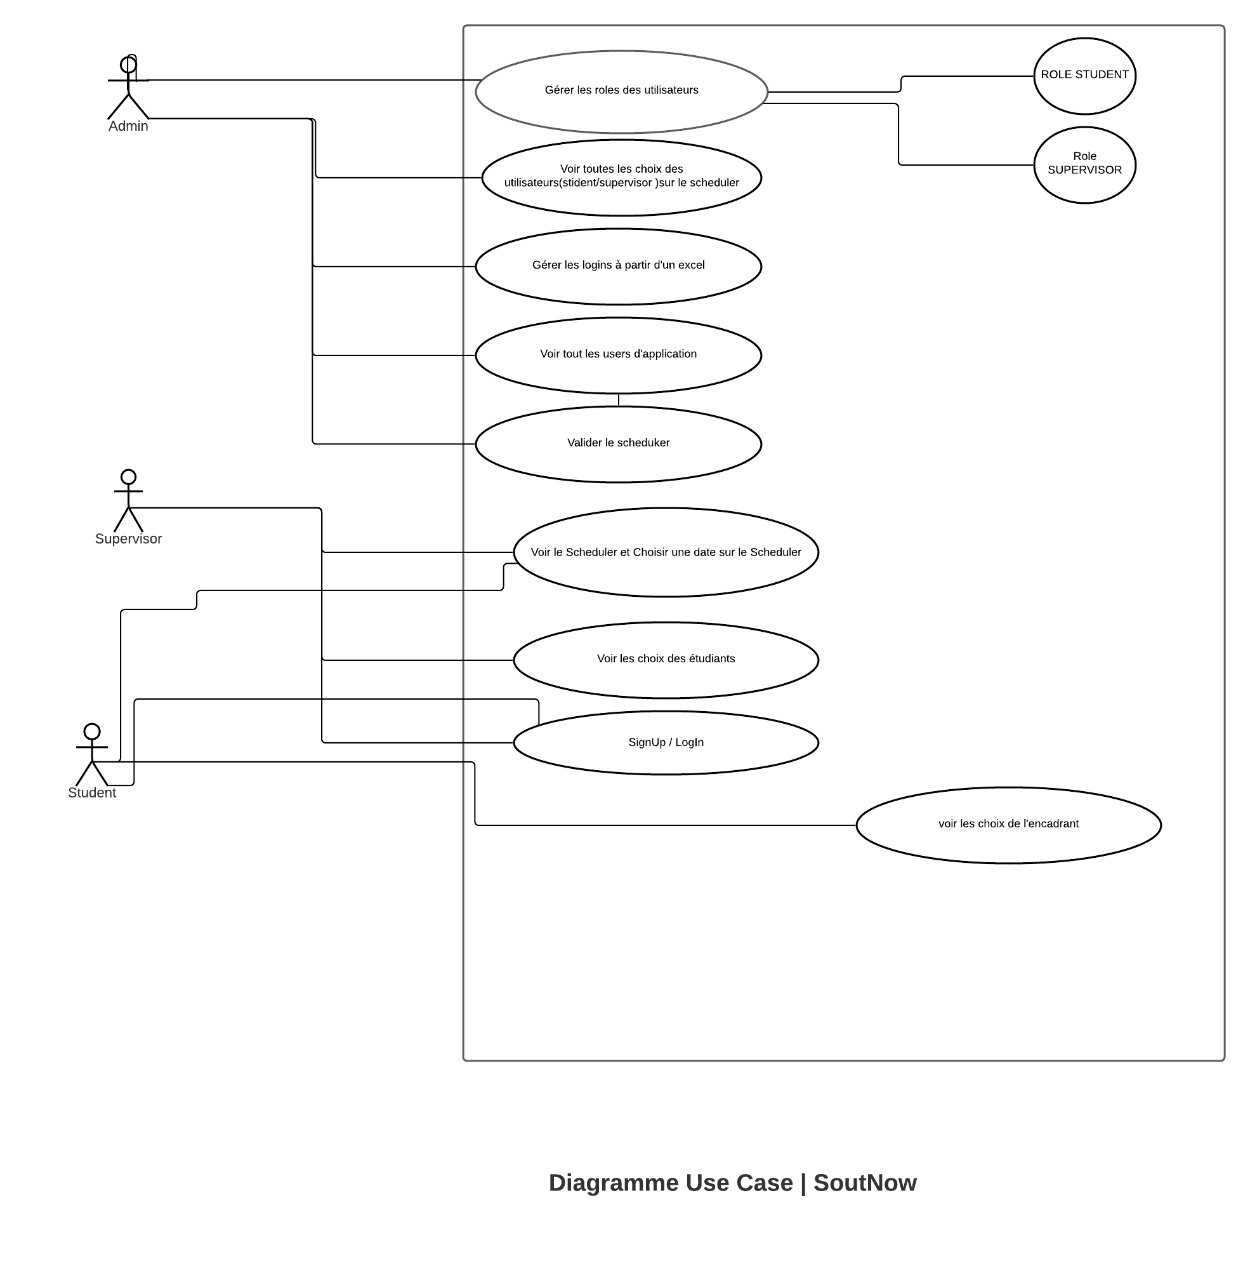 Admin
Gérer les roles des utilisateurs
ROLE STUDENT
Role
SUPERVISOR
Voir toutes les choix des
utilisateurs(stident/supervisor )sur le scheduler
Gérer les logins à partir d'un excel
Voir tout les users d'application
Valider le scheduker
Supervisor
Voir le Scheduler et Choisir une date sur le Scheduler
Voir les choix des étudiants
SignUp / LogIn
Student
voir les choix de l'encadrant
Diagramme Use Case | SoutNow